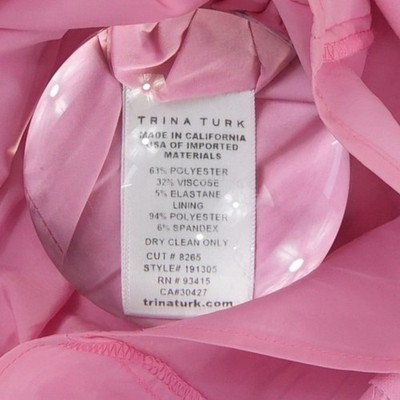 TRINA TURK
MADE IN CALIFORNIA
USA OF IMPORTED
MATERIALS
63% POLYESTER
32% VISCOSE
5% ELASTANE
LINING
94% POLYESTER
6% SPANDEX
DRY CLEAN ONLY
CUT # 8265
STYLE# 191305
RN # 93415
CA#30427
trinaturk.com